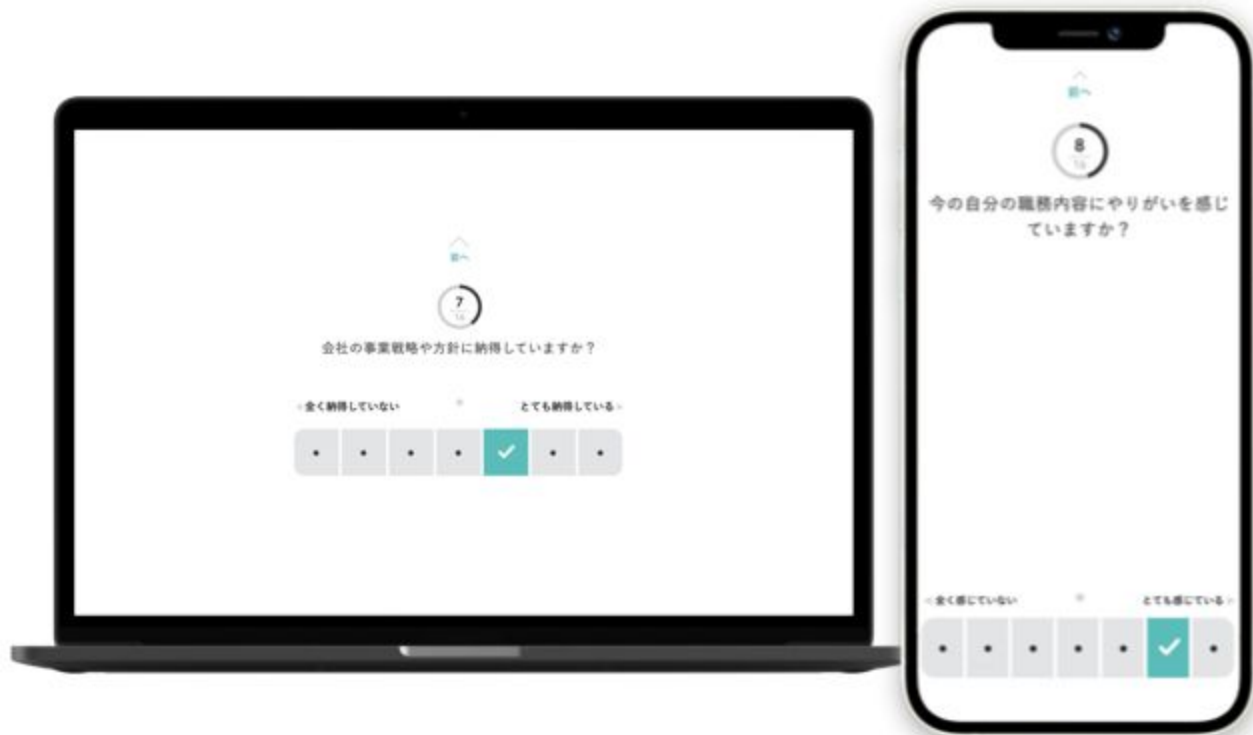 前へ
7
16
会社の事業戦略や方針に納得していますか？
全く納得していない
とても納得している
前へ
8
16
今の自分の職務内容にやりがいを感じ
ていますか？
全く感じていない
とても感じている